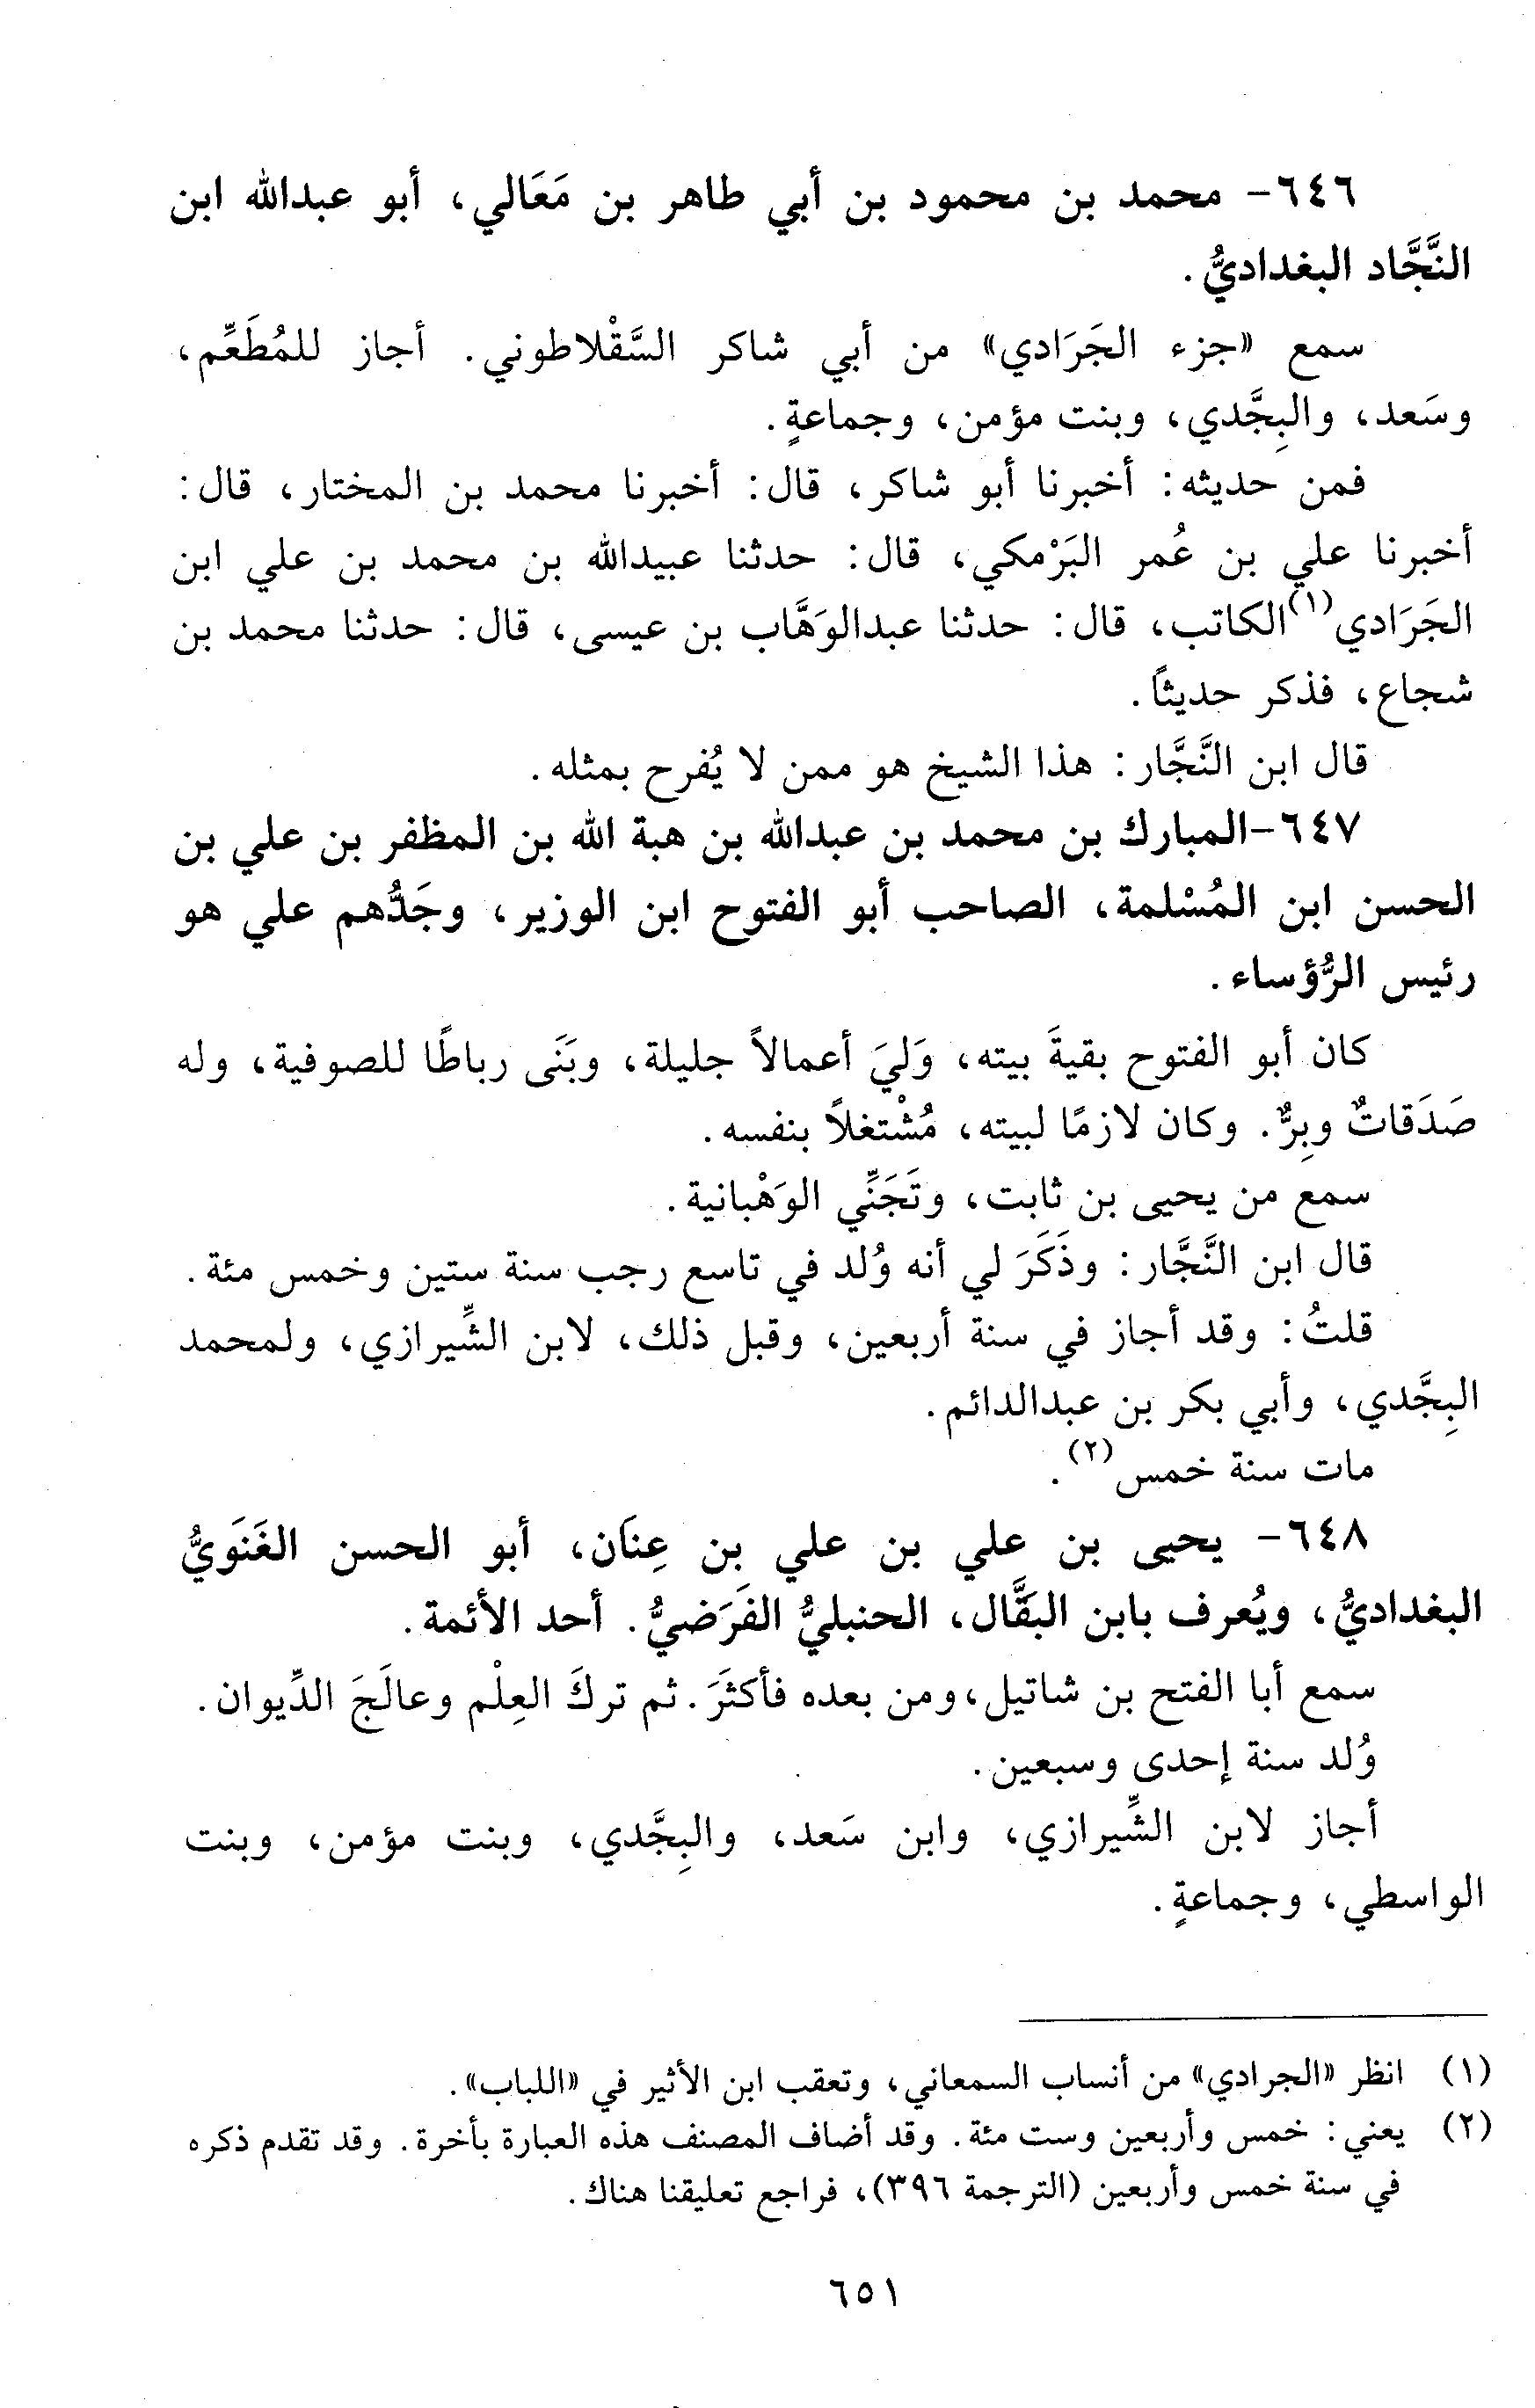 ٦٤٦- محمد بن محمود بن أبي طاهر بن مَعَالي، أبو عبدالله ابن
النَّجَّاد البغداديُّ.
سمع «جزء الجَرَادي» من أبي شاكر السَّقْلاطوني. أجاز للمُطَعِّم،
وسَعد، والبِجَّدي، وبنت مؤمن، وجماعةٍ.
فمن حديثه: أخبرنا أبو شاكر، قال: أخبرنا محمد بن المختار، قال:
أخبرنا علي بن عُمر البَرْمكي، قال: حدثنا عبيدالله بن محمد بن علي ابن
الجَرَادي(١) الكاتب، قال: حدثنا عبدالوَهَّاب بن عيسى، قال: حدثنا محمد بن
شجاع، فذكر حديثًا.
قال ابن النَّجَّار: هذا الشيخ هو ممن لا يُفرح بمثله.
٦٤٧-المبارك بن محمد بن عبدالله بن هبة الله بن المظفر بن علي بن
الحسن ابن المُسْلمة، الصاحب أبو الفتوح ابن الوزير، وجَدُّهم علي هو
رئيس الرُّؤساء.
كان أبو الفتوح بقيةَ بيته، وَليَ أعمالاً جليلة، وبَنَى رباطًا للصوفية، وله
صَدَقاتٌ وبِرٌّ. وكان لازمًا لبيته، مُشْتغلاً بنفسه.
سمع من يحيى بن ثابت، وتَجَنِّي الوَهْبانية.
قال ابن النَّجَّار: وذَكَرَ لي أنه وُلد في تاسع رجب سنة ستين وخمس مئة.
قلتُ: وقد أجاز في سنة أربعين، وقبل ذلك، لابن الشِّيرازي، ولمحمد
البِجَّدي، وأبي بكر بن عبدالدائم.
مات سنة خمس(٢).
٦٤٨- يحيى بن علي بن علي بن عِنَان، أبو الحسن الغَنَويُّ
البغداديُّ، ويُعرف بابن البَقَّال، الحنبليُّ الفَرَضيُّ. أحد الأئمة.
سمع أبا الفتح بن شاتيل، ومن بعده فأكثَرَ. ثم تركَ العِلْم وعالَجَ الدِّيوان.
وُلد سنة إحدى وسبعين.
أجاز لابن الشِّيرازي، وابن سَعد، والبِجَّدي، وبنت مؤمن، وبنت
الواسطي، وجماعةٍ.
(١) انظر «الجرادي» من أنساب السمعاني، وتعقب ابن الأثير في «اللباب».
(٢) يعني: خمس وأربعين وست مئة. وقد أضاف المصنف هذه العبارة بأخرة. وقد تقدم ذكره
في سنة خمس وأربعين (الترجمة ٣٩٦)، فراجع تعليقنا هناك.
٦٥١